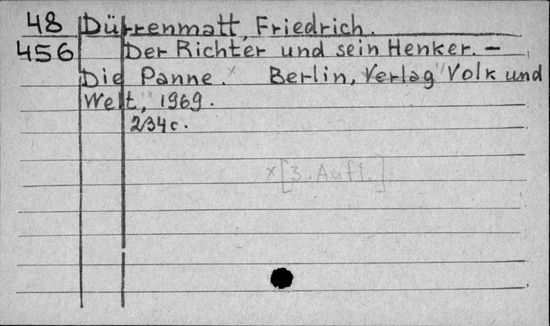 48 Dürrenmatt, Friedrich.
456 Der Richter und sein Henker. –
Die Panne. × Berlin, Verlag Volk und
Welt, 1969.
234 c.
×[3. Aufl.]